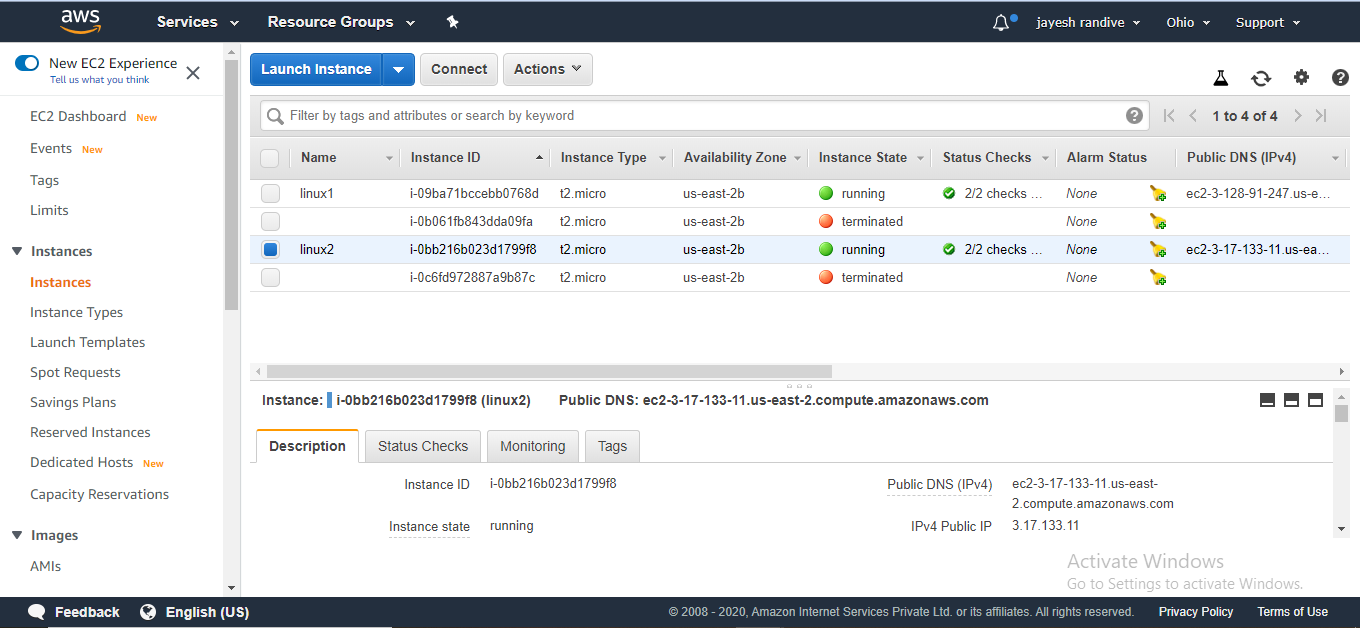 aws Services Resource Groups jayesh randive Ohio Support
New EC2 Experience
Tell us what you think
EC2 Dashboard New
Events New
Tags
Limits
Instances
Instances
Instance Types
Launch Templates
Spot Requests
Savings Plans
Reserved Instances
Dedicated Hosts New
Capacity Reservations
Images
AMIs
Launch Instance Connect Actions
Filter by tags and attributes or search by keyword 1 to 4 of 4
Name Instance ID Instance Type Availability Zone Instance State Status Checks Alarm Status Public DNS (IPv4)
linux1 i-09ba71bccebb0768d t2.micro us-east-2b running 2/2 checks ... None ec2-3-128-91-247.us-e...
i-0b061fb843dda09fa t2.micro us-east-2b terminated None
linux2 i-0bb216b023d1799f8 t2.micro us-east-2b running 2/2 checks ... None ec2-3-17-133-11.us-ea...
i-0c6fd972887a9b87c t2.micro us-east-2b terminated None
Instance: i-0bb216b023d1799f8 (linux2) Public DNS: ec2-3-17-133-11.us-east-2.compute.amazonaws.com
Description Status Checks Monitoring Tags
Instance ID i-0bb216b023d1799f8 Public DNS (IPv4) ec2-3-17-133-11.us-east-
2.compute.amazonaws.com
Instance state running IPv4 Public IP 3.17.133.11
Activate Windows
Go to Settings to activate Windows.
Feedback English (US) © 2008 - 2020, Amazon Internet Services Private Ltd. or its affiliates. All rights reserved. Privacy Policy Terms of Use